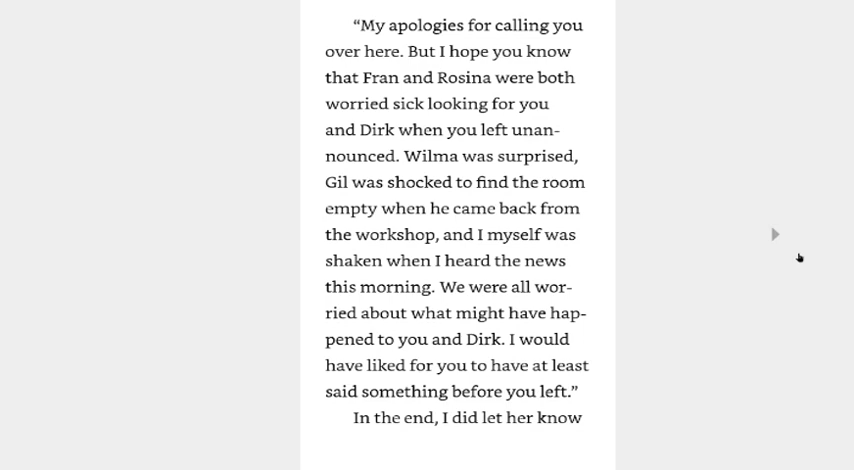 “My apologies for calling you
over here. But I hope you know
that Fran and Rosina were both
worried sick looking for you
and Dirk when you left unan-
nounced. Wilma was surprised,
Gil was shocked to find the room
empty when he came back from
the workshop, and I myself was
shaken when I heard the news
this morning. We were all wor-
ried about what might have hap-
pened to you and Dirk. I would
have liked for you to have at least
said something before you left.”
In the end, I did let her know